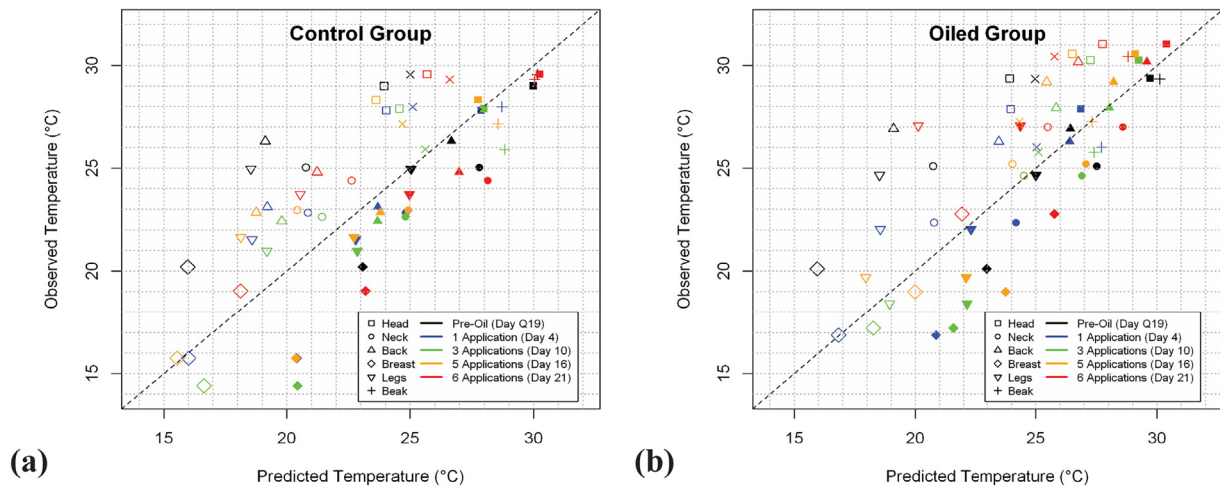 Control Group
Observed Temperature (°C)
30
25
20
15
Head
Neck
Back
Breast
Legs
Beak
Pre-Oil (Day Q19)
1 Application (Day 4)
3 Applications (Day 10)
5 Applications (Day 16)
6 Applications (Day 21)
15 20 25 30
Predicted Temperature (°C)
(a)
Oiled Group
Observed Temperature (°C)
30
25
20
15
Head
Neck
Back
Breast
Legs
Beak
Pre-Oil (Day Q19)
1 Application (Day 4)
3 Applications (Day 10)
5 Applications (Day 16)
6 Applications (Day 21)
15 20 25 30
Predicted Temperature (°C)
(b)